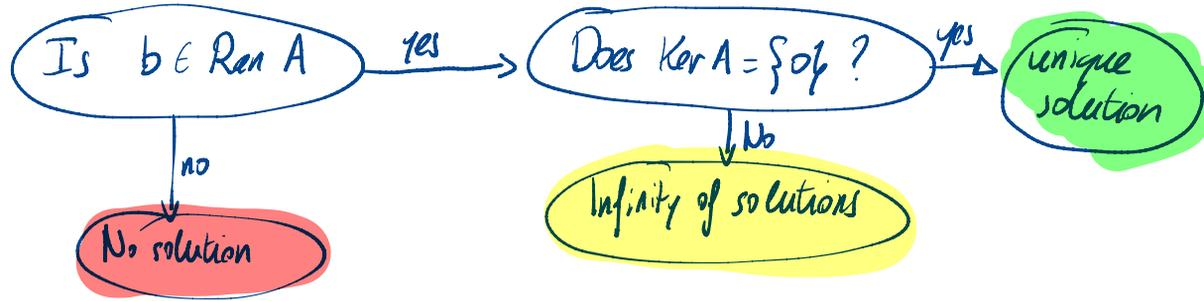 Is b ∈ Ran A
yes
Does Ker A = {0} ?
yes
unique
solution
no
No
No solution
Infinity of solutions